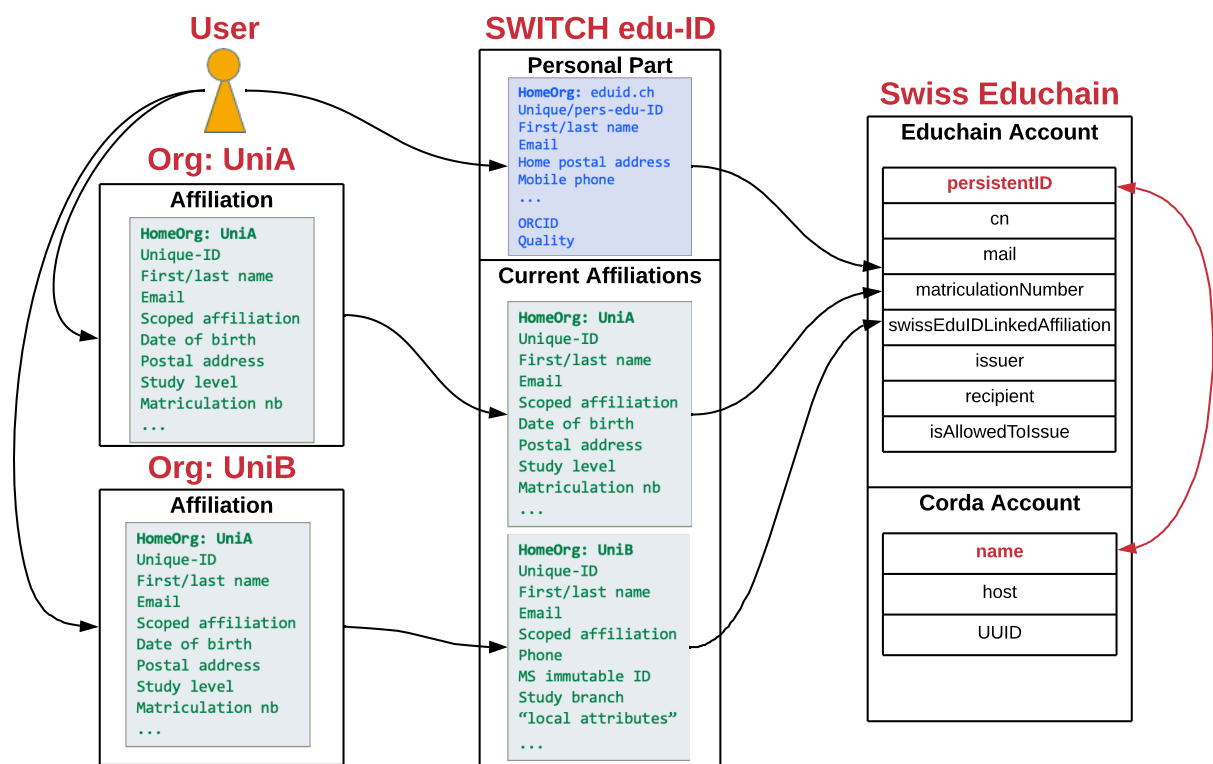 User
Org: UniA
Affiliation
HomeOrg: UniA
Unique-ID
First/last name
Email
Scoped affiliation
Date of birth
Postal address
Study level
Matriculation nb
...
Org: UniB
Affiliation
HomeOrg: UniA
Unique-ID
First/last name
Email
Scoped affiliation
Date of birth
Postal address
Study level
Matriculation nb
...
SWITCH edu-ID
Personal Part
HomeOrg: eduid.ch
Unique/pers-edu-ID
First/last name
Email
Home postal address
Mobile phone
...
ORCID
Quality
Current Affiliations
HomeOrg: UniA
Unique-ID
First/last name
Email
Scoped affiliation
Date of birth
Postal address
Study level
Matriculation nb
...
HomeOrg: UniB
Unique-ID
First/last name
Email
Scoped affiliation
Phone
MS immutable ID
Study branch
“local attributes”
...
Swiss Educhain
Educhain Account
persistentID
cn
mail
matriculationNumber
swissEduIDLinkedAffiliation
issuer
recipient
isAllowedToIssue
Corda Account
name
host
UUID